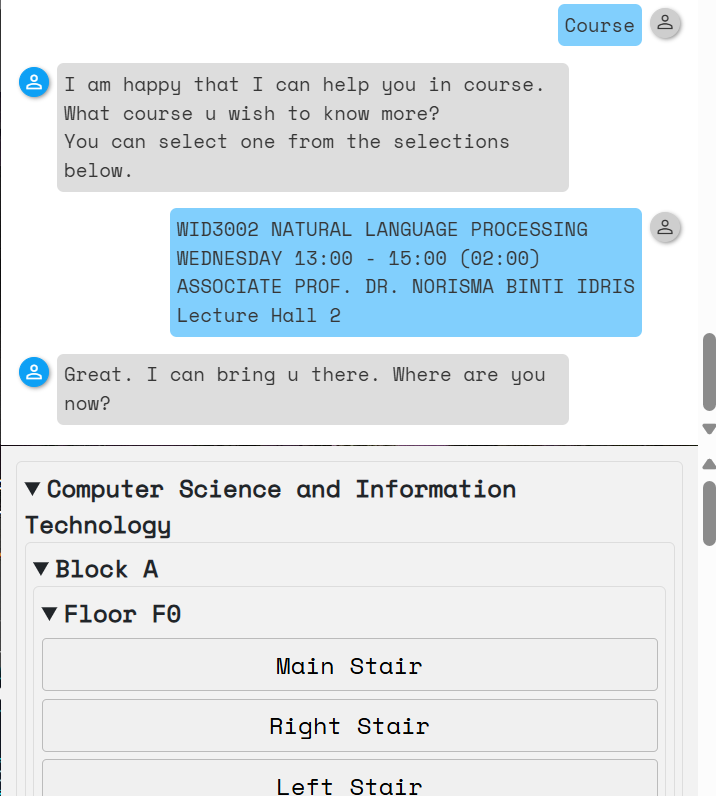 Course
I am happy that I can help you in course.
What course u wish to know more?
You can select one from the selections
below.
WID3002 NATURAL LANGUAGE PROCESSING
WEDNESDAY 13:00 - 15:00 (02:00)
ASSOCIATE PROF. DR. NORISMA BINTI IDRIS
Lecture Hall 2
Great. I can bring u there. Where are you
now?
Computer Science and Information
Technology
Block A
Floor F0
Main Stair
Right Stair
Left Stair